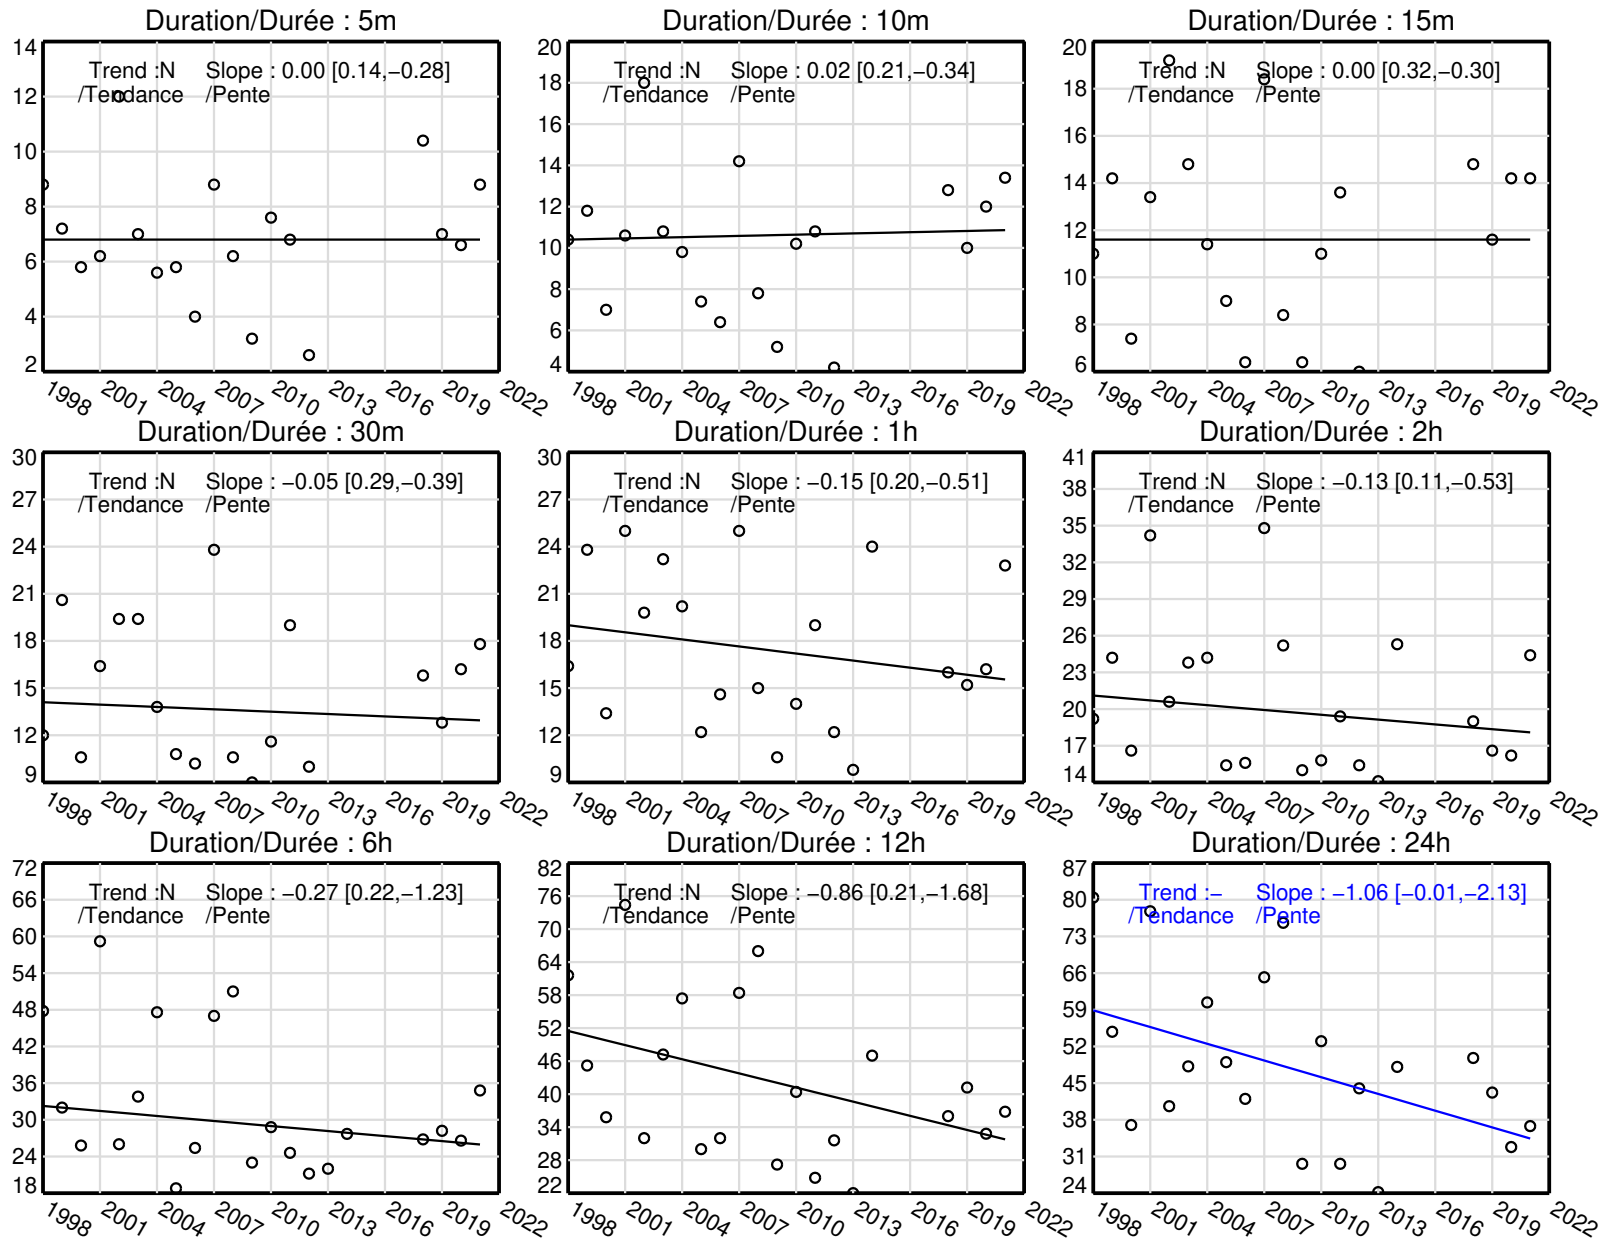 Duration/Durée : 5m
14
12
10
8
6
4
2
Trend :N Slope : 0.00 [0.14,−0.28]
/Tendance /Pente
1998 2001 2004 2007 2010 2013 2016 2019 2022
Duration/Durée : 10m
20
18
16
14
12
10
8
6
4
Trend :N Slope : 0.02 [0.21,−0.34]
/Tendance /Pente
1998 2001 2004 2007 2010 2013 2016 2019 2022
Duration/Durée : 15m
20
18
16
14
12
10
8
6
Trend :N Slope : 0.00 [0.32,−0.30]
/Tendance /Pente
1998 2001 2004 2007 2010 2013 2016 2019 2022
Duration/Durée : 30m
30
27
24
21
18
15
12
9
Trend :N Slope : −0.05 [0.29,−0.39]
/Tendance /Pente
1998 2001 2004 2007 2010 2013 2016 2019 2022
Duration/Durée : 1h
30
27
24
21
18
15
12
9
Trend :N Slope : −0.15 [0.20,−0.51]
/Tendance /Pente
1998 2001 2004 2007 2010 2013 2016 2019 2022
Duration/Durée : 2h
41
38
35
32
29
26
23
20
17
14
Trend :N Slope : −0.13 [0.11,−0.53]
/Tendance /Pente
1998 2001 2004 2007 2010 2013 2016 2019 2022
Duration/Durée : 6h
72
66
60
54
48
42
36
30
24
18
Trend :N Slope : −0.27 [0.22,−1.23]
/Tendance /Pente
1998 2001 2004 2007 2010 2013 2016 2019 2022
Duration/Durée : 12h
82
76
70
64
58
52
46
40
34
28
22
Trend :N Slope : −0.86 [0.21,−1.68]
/Tendance /Pente
1998 2001 2004 2007 2010 2013 2016 2019 2022
Duration/Durée : 24h
87
80
73
66
59
52
45
38
31
24
Trend :− Slope : −1.06 [−0.01,−2.13]
/Tendance /Pente
1998 2001 2004 2007 2010 2013 2016 2019 2022